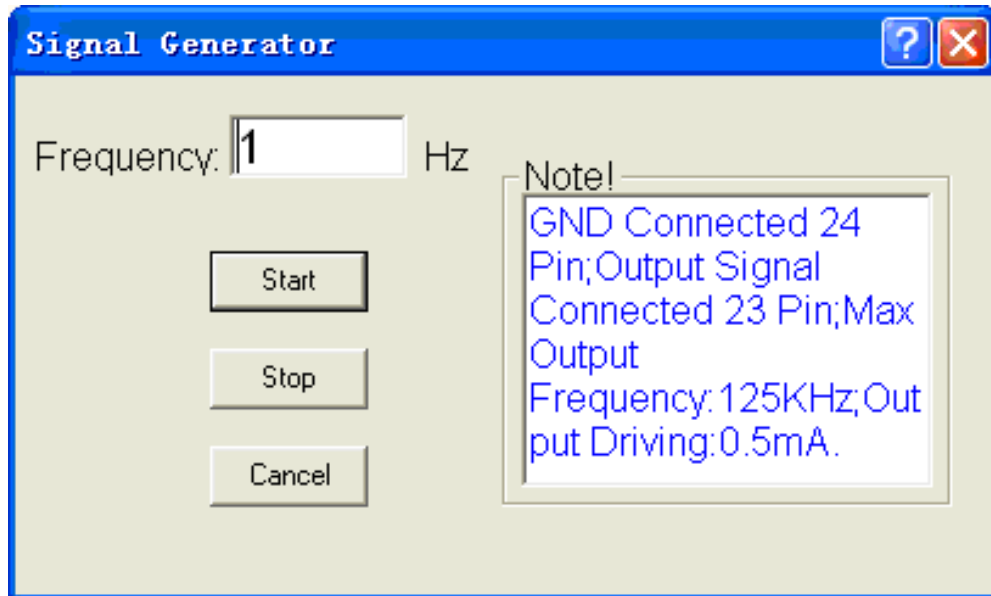 Signal Generator
Frequency: 1 Hz
Note!
GND Connected 24
Pin;Output Signal
Connected 23 Pin;Max
Output
Frequency:125KHz;Out
put Driving:0.5mA.
Start
Stop
Cancel